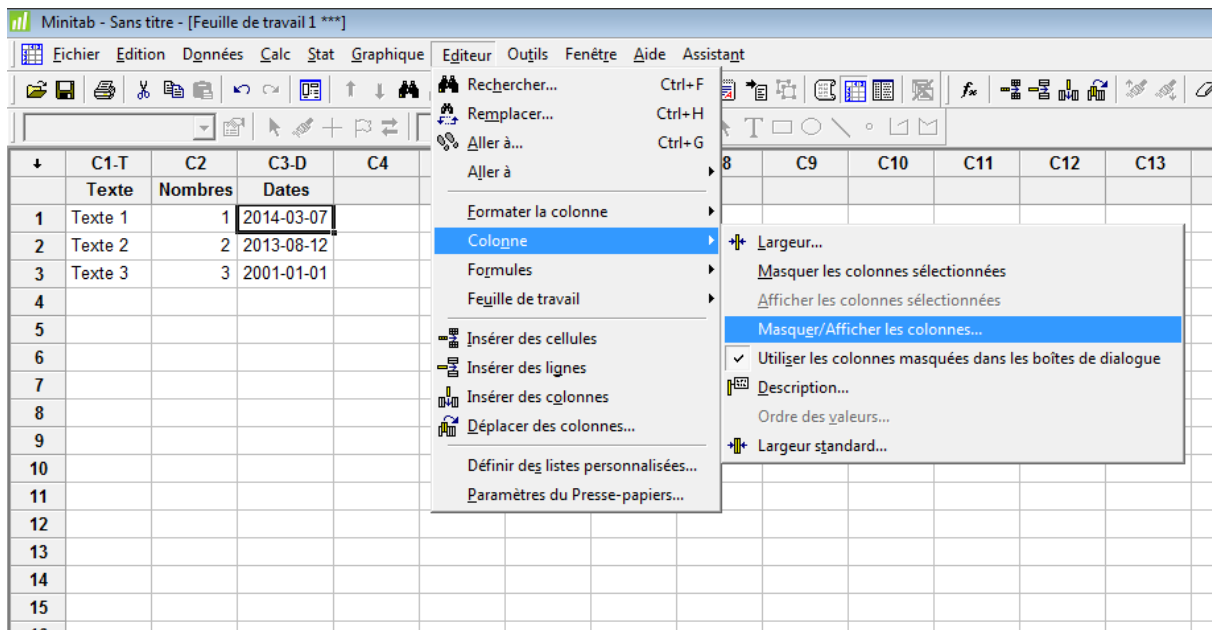 Minitab - Sans titre - [Feuille de travail 1 ***]
Fichier Edition Données Calc Stat Graphique Editeur Outils Fenêtre Aide Assistant
Rechercher... Ctrl+F
Remplacer... Ctrl+H
Aller à... Ctrl+G
Aller à
Formater la colonne
Colonne
Formules
Feuille de travail
Insérer des cellules
Insérer des lignes
Insérer des colonnes
Déplacer des colonnes...
Définir des listes personnalisées...
Paramètres du Presse-papiers...
Largeur...
Masquer les colonnes sélectionnées
Afficher les colonnes sélectionnées
Masquer/Afficher les colonnes...
Utiliser les colonnes masquées dans les boîtes de dialogue
Description...
Ordre des valeurs...
Largeur standard...
C1-T C2 C3-D C4 8 C9 C10 C11 C12 C13
Texte Nombres Dates
1 Texte 1 1 2014-03-07
2 Texte 2 2 2013-08-12
3 Texte 3 3 2001-01-01
4
5
6
7
8
9
10
11
12
13
14
15